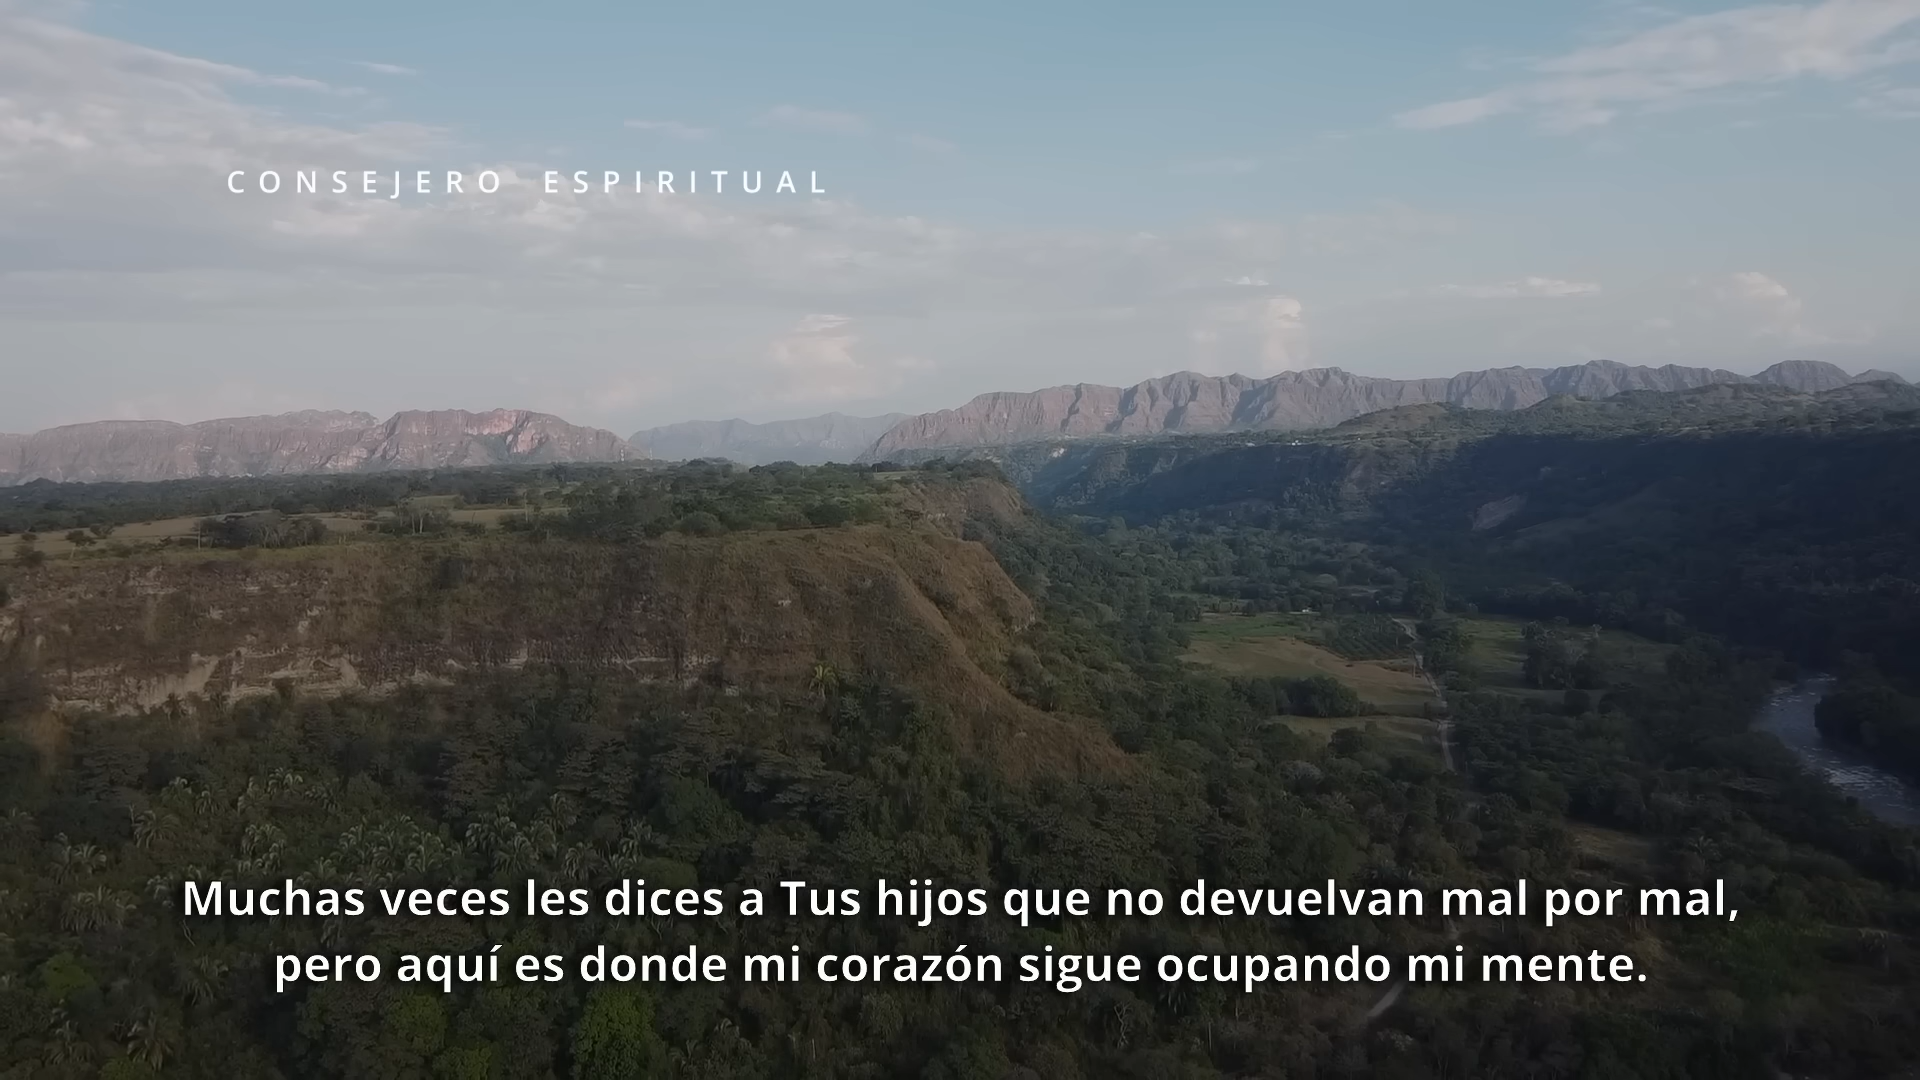 CONSEJERO ESPIRITUAL
Muchas veces les dices a Tus hijos que no devuelvan mal por mal,
pero aquí es donde mi corazón sigue ocupando mi mente.